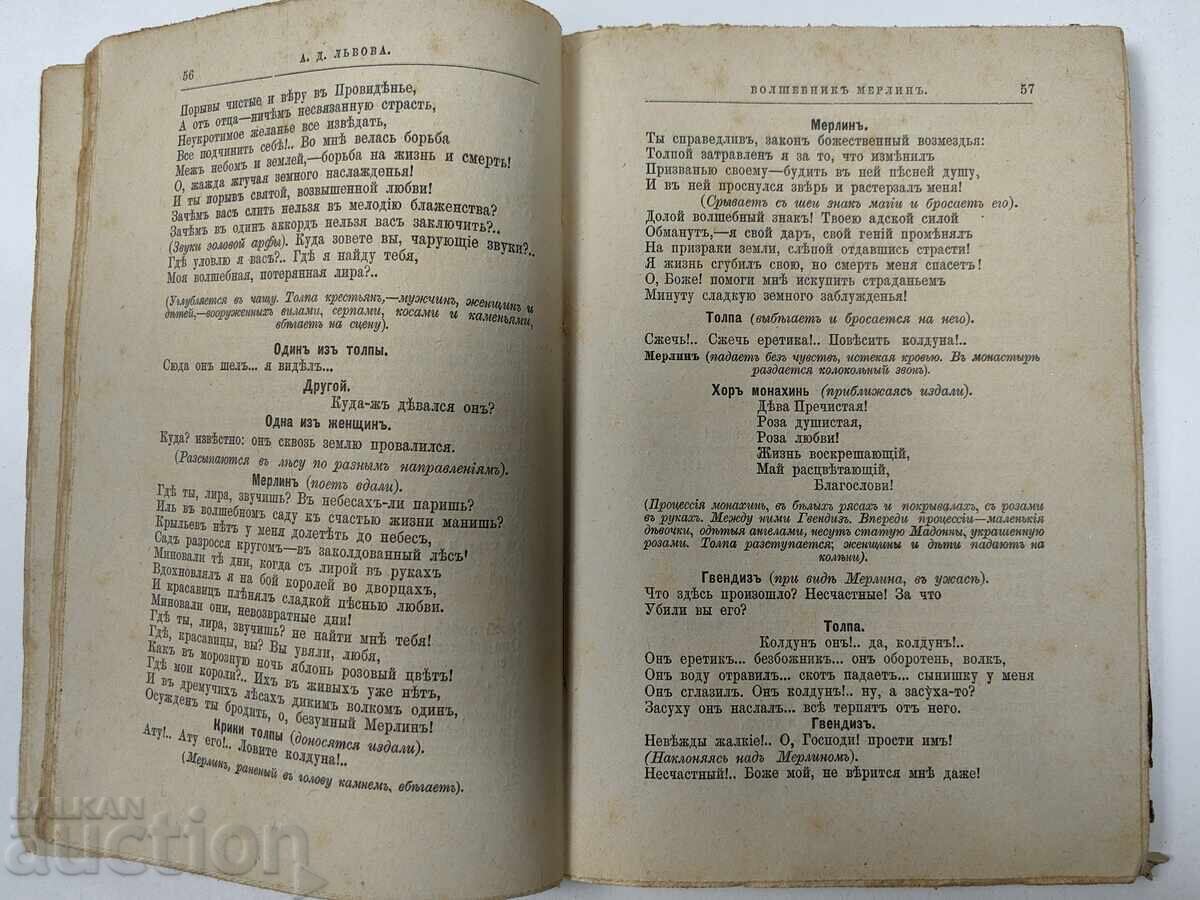 56
А. Д. ЛЬВОВА.
Порывы чистые и вѣру въ Провидѣнье,
А отъ отца—ничѣмъ несвязанную страсть,
Неукротимое желанье все извѣдать,
Все подчинить себѣ!.. Во мнѣ велась борьба
Межъ небомъ и землей,—борьба на жизнь и смерть!
О, жажда жгучая земного наслажденья!
И ты порывъ святой, возвышенной любви!
Зачѣмъ васъ слить нельзя въ мелодію блаженства?
Зачѣмъ въ одинъ аккордъ нельзя васъ заключить?..
(Звуки эоловой арфы). Куда зовете вы, чарующіе звуки?..
Гдѣ уловлю я васъ?.. Гдѣ я найду тебя,
Моя волшебная, потерянная лира?..
(Углубляется въ чащу. Толпа крестьянъ,—мужчинъ, женщинъ и
дѣтей,—вооруженныхъ вилами, серпами, косами и каменьями,
вбѣгаетъ на сцену).
Одинъ изъ толпы.
Сюда онъ шелъ... я видѣлъ...
Другой.
Куда-жъ дѣвался онъ?
Одна изъ женщинъ.
Куда? извѣстно: онъ сквозь землю провалился.
(Разсыпаются въ лѣсу по разнымъ направленіямъ).
Мерлинъ (поетъ вдали).
Гдѣ ты, лира, звучишь? Въ небесахъ-ли паришь?
Иль въ волшебномъ саду къ счастью жизни манишь?
Крыльевъ нѣтъ у меня долетѣть до небесъ,
Садъ разросся кругомъ—въ заколдованный лѣсъ!
Миновали тѣ дни, когда съ лирой въ рукахъ
Вдохновлялъ я на бой королей во дворцахъ,
И красавицъ плѣнялъ сладкой пѣснью любви.
Миновали они, невозвратные дни!
Гдѣ ты, лира, звучишь? не найти мнѣ тебя!
Гдѣ, красавицы, вы? Вы увяли, любя,
Какъ въ морозную ночь яблонь розовый цвѣтъ!
Гдѣ мои короли?.. Ихъ въ живыхъ уже нѣтъ,
И въ дремучихъ лѣсахъ дикимъ волкомъ одинъ,
Осужденъ ты бродить, о, безумный Мерлинъ!
Крики толпы (доносятся издали).
Ату!.. Ату его!.. Ловите колдуна!..
(Мерлинъ, раненый въ голову камнемъ, вбѣгаетъ).
ВОЛШЕБНИКЪ МЕРЛИНЪ.
57
Мерлинъ.
Ты справедливъ, законъ божественный возмездья:
Толпой затравленъ я за то, что измѣнилъ
Призванью своему—будить въ ней пѣсней душу,
И въ ней проснулся звѣрь и растерзалъ меня!
(Срываетъ съ шеи знакъ магіи и бросаетъ его).
Долой волшебный знакъ! Твоею адской силой
Обманутъ,—я свой даръ, свой геній промѣнялъ
На призраки земли, слѣпой отдавшись страсти!
Я жизнь сгубилъ свою, но смерть меня спасетъ!
О, Боже! помоги мнѣ искупить страданьемъ
Минуту сладкую земного заблужденья!
Толпа (выбѣгаетъ и бросается на него).
Сжечь!.. Сжечь еретика!.. Повѣсить колдуна!..
Мерлинъ (падаетъ безъ чувствъ, истекая кровью. Въ монастырѣ
раздается колокольный звонъ).
Хоръ монахинь (приближаясь издали).
Дѣва Пречистая!
Роза душистая,
Роза любви!
Жизнь воскрешающій,
Май расцвѣтающій,
Благослови!
(Процессія монахинь, въ бѣлыхъ рясахъ и покрывалахъ, съ розами
въ рукахъ. Между ними Гвендизъ. Впереди процессіи—маленькія
дѣвочки, одѣтыя ангелами, несутъ статую Мадонны, украшенную
розами. Толпа разступается; женщины и дѣти падаютъ на
колѣни).
Гвендизъ (при видѣ Мерлина, въ ужасѣ).
Что здѣсь произошло? Несчастные! За что
Убили вы его?
Толпа.
Колдунъ онъ!.. да, колдунъ!..
Онъ еретикъ... безбожникъ... онъ оборотень, волкъ,
Онъ воду отравилъ... скотъ падаетъ... сынишку у меня
Онъ сглазилъ. Онъ колдунъ!.. ну, а засуха-то?
Засуху онъ наслалъ... всѣ терпятъ отъ него.
Гвендизъ.
Невѣжды жалкіе!.. О, Господи! прости имъ!
(Наклоняясь надъ Мерлиномъ).
Несчастный!.. Боже мой, не вѣрится мнѣ даже!
BALKAN
auction